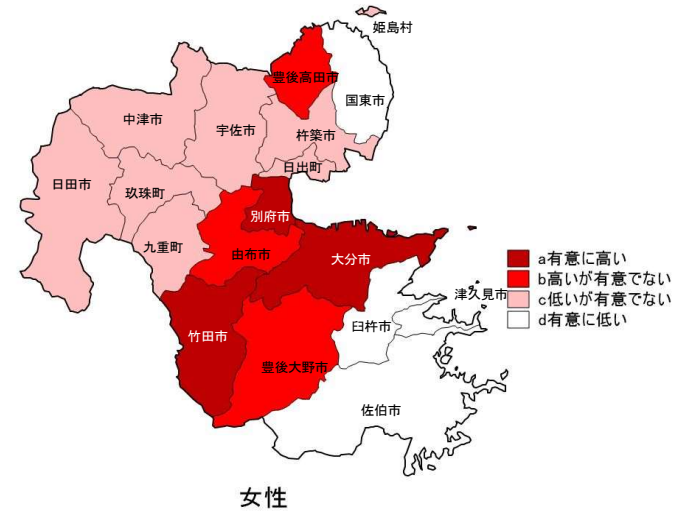 姫島村
豊後高田市
国東市
中津市
宇佐市
杵築市
日出町
日田市
玖珠町
別府市
九重町
由布市
大分市
a有意に高い
b高いが有意でない
c低いが有意でない
d有意に低い
津久見市
臼杵市
竹田市
豊後大野市
佐伯市
女性